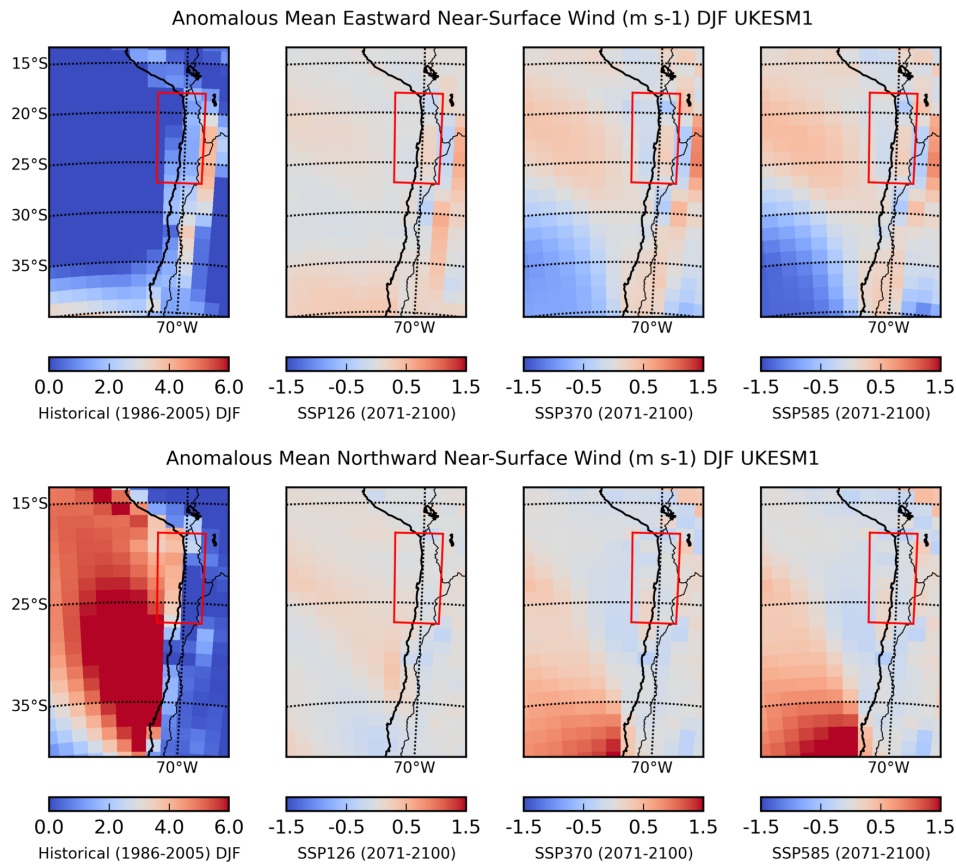 Anomalous Mean Eastward Near-Surface Wind (m s-1) DJF UKESM1
15°S
20°S
25°S
30°S
35°S
70°W 70°W 70°W 70°W
0.0 2.0 4.0 6.0 -1.5 -0.5 0.5 1.5 -1.5 -0.5 0.5 1.5 -1.5 -0.5 0.5 1.5
Historical (1986-2005) DJF SSP126 (2071-2100) SSP370 (2071-2100) SSP585 (2071-2100)
Anomalous Mean Northward Near-Surface Wind (m s-1) DJF UKESM1
15°S
25°S
35°S
70°W 70°W 70°W 70°W
0.0 2.0 4.0 6.0 -1.5 -0.5 0.5 1.5 -1.5 -0.5 0.5 1.5 -1.5 -0.5 0.5 1.5
Historical (1986-2005) DJF SSP126 (2071-2100) SSP370 (2071-2100) SSP585 (2071-2100)